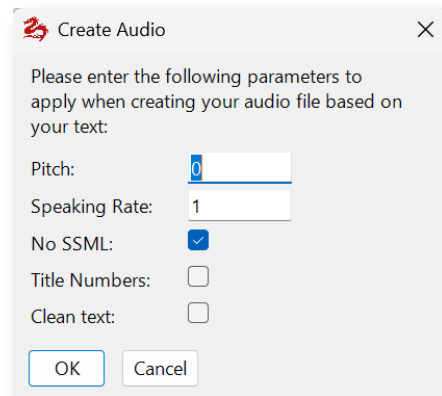 Create Audio
Please enter the following parameters to
apply when creating your audio file based on
your text:
Pitch: 0
Speaking Rate: 1
No SSML:
Title Numbers:
Clean text:
OK Cancel